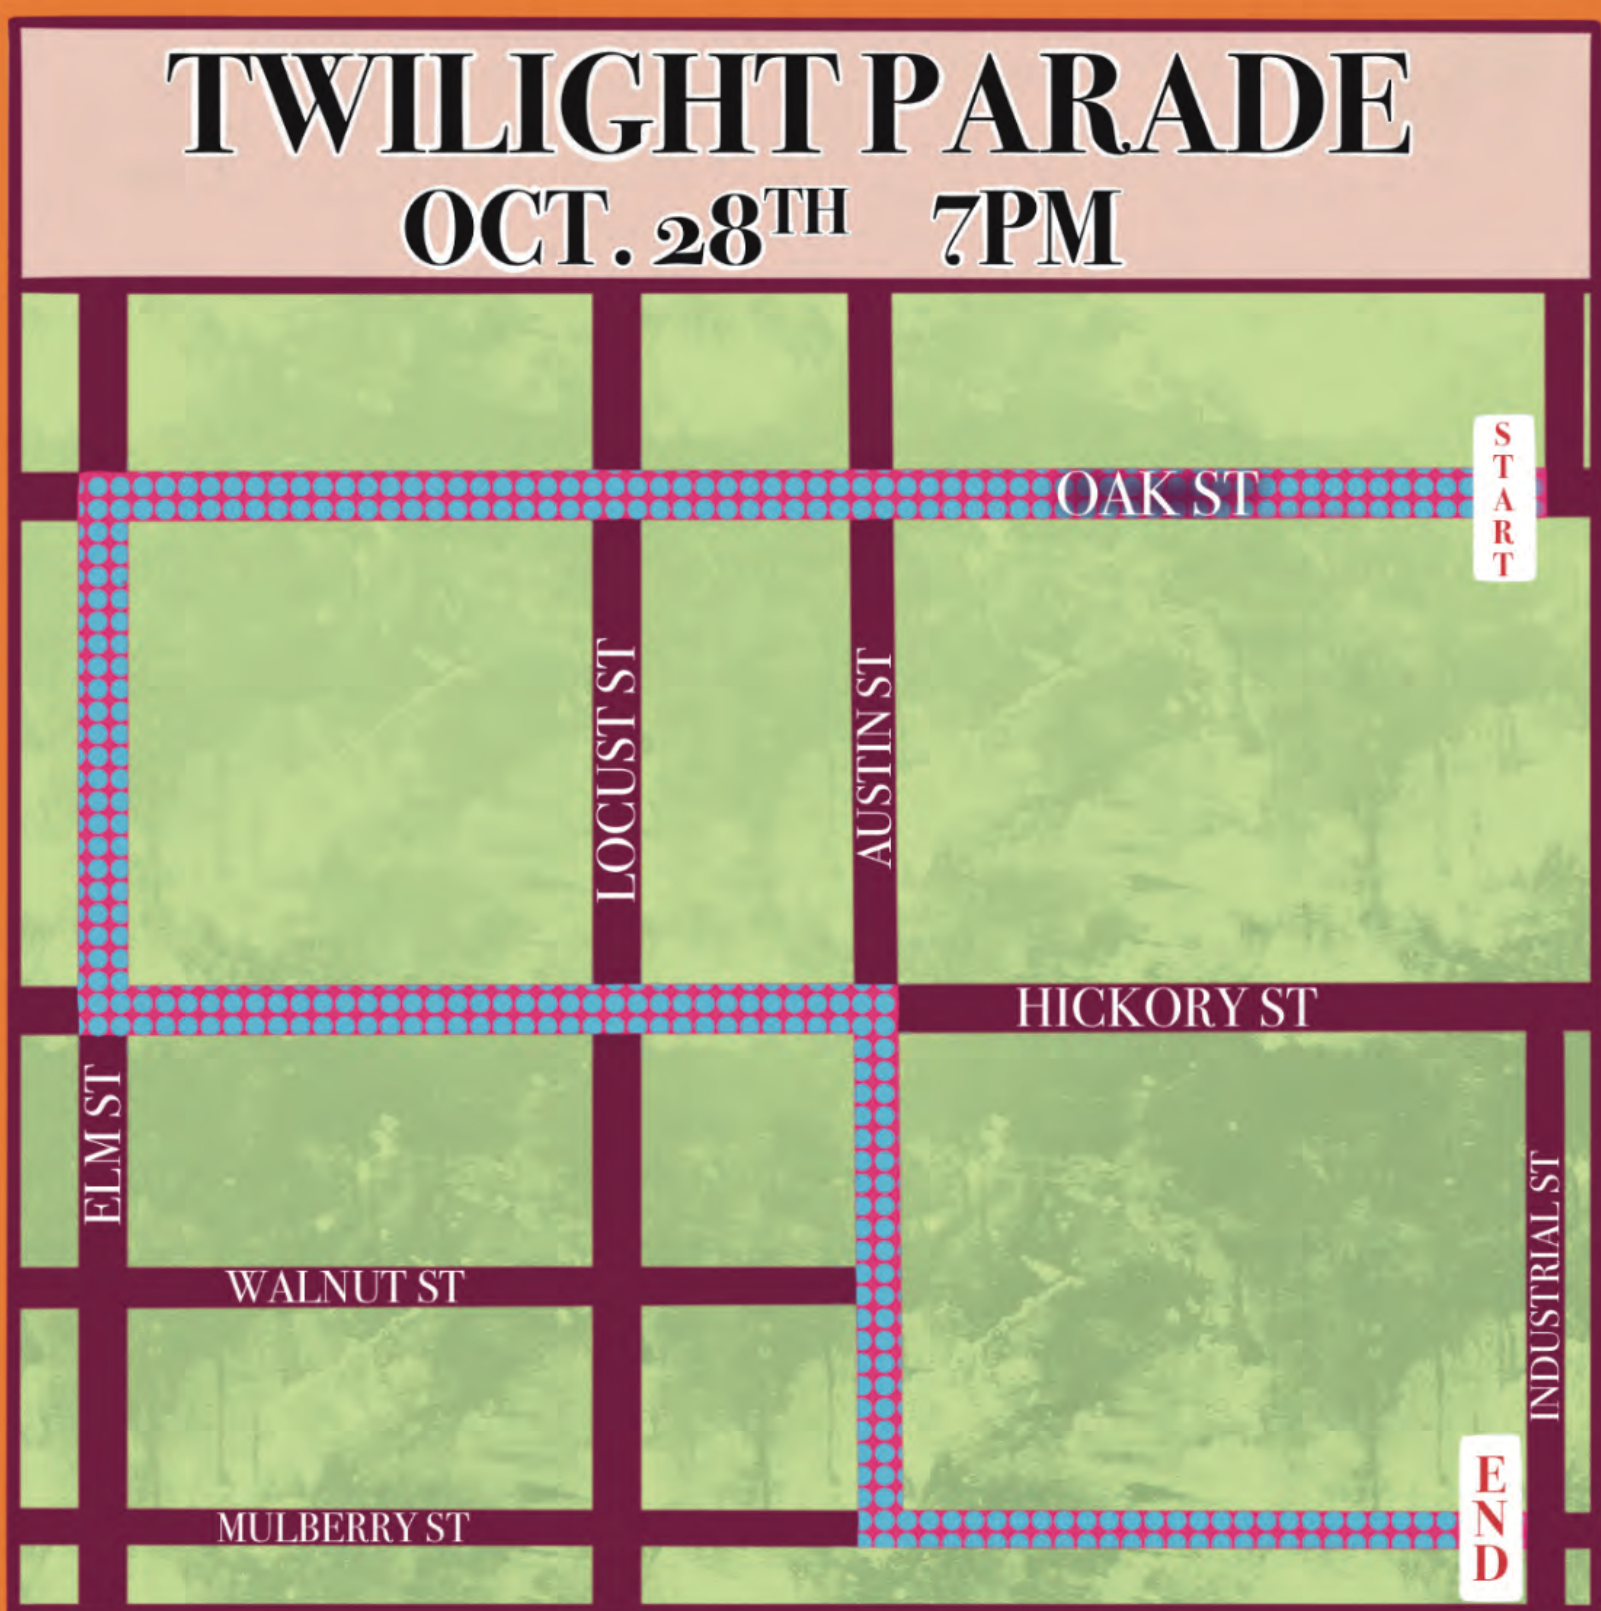 TWILIGHT PARADE
OCT. 28TH 7PM
START
OAK ST
LOCUST ST
AUSTIN ST
HICKORY ST
ELM ST
INDUSTRIAL ST
WALNUT ST
END
MULBERRY ST